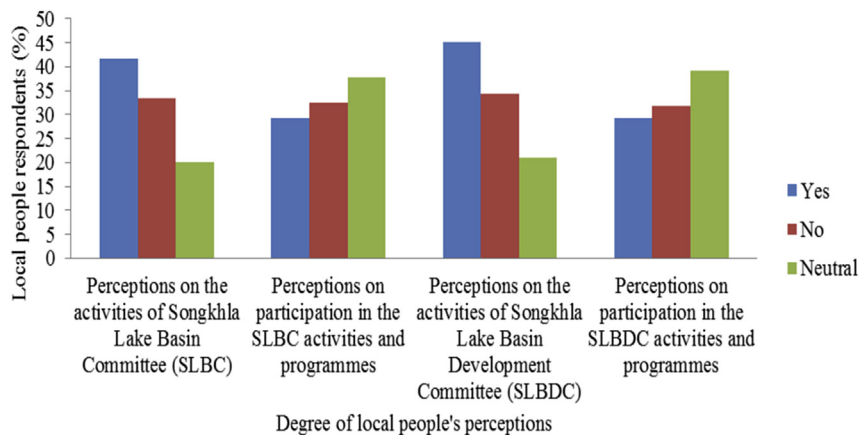 Local people respondents (%)
50
45
40
35
30
25
20
15
10
5
0
Perceptions on the
activities of Songkhla
Lake Basin
Committee (SLBC)
Perceptions on
participation in the
SLBC activities and
programmes
Perceptions on the
activities of Songkhla
Lake Basin
Development
Committee (SLBDC)
Perceptions on
participation in the
SLBDC activities and
programmes
Degree of local people's perceptions
Yes
No
Neutral